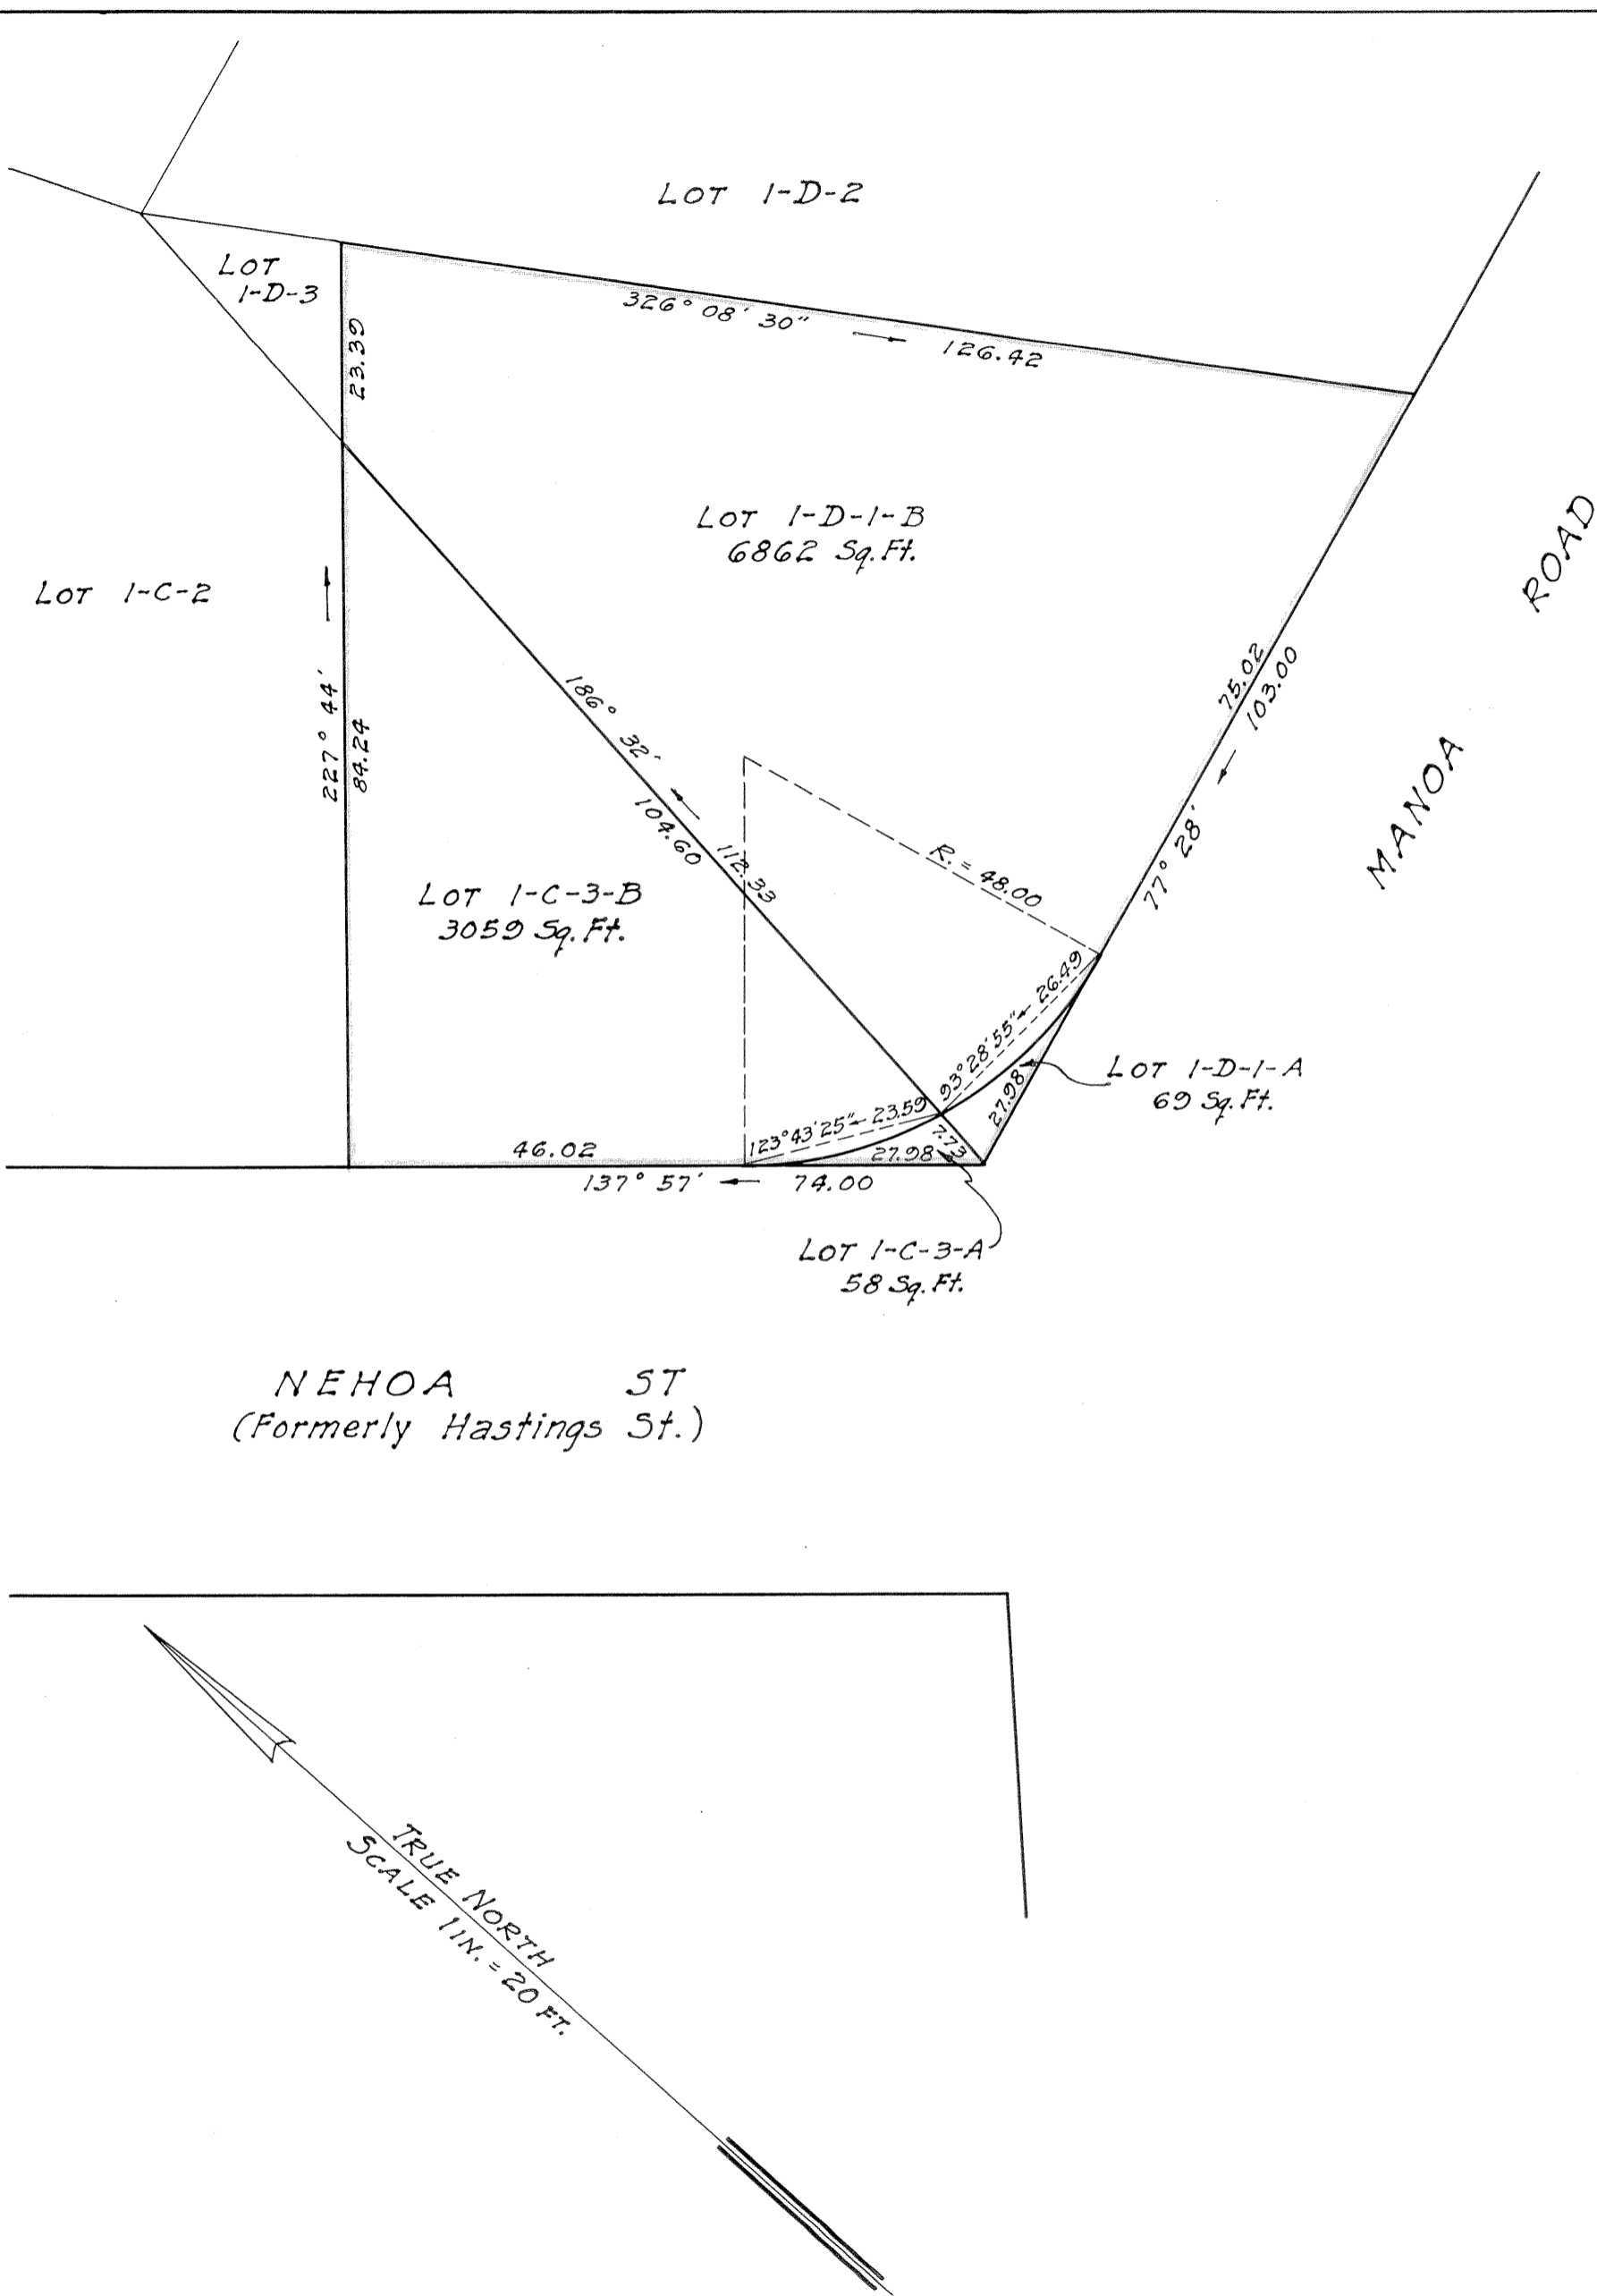 LOT 1-D-2
LOT
1-D-3
326° 08' 30"
126.42
23.39
LOT 1-D-1-B
6862 Sq. Ft.
ROAD
LOT 1-C-2
227° 44'
84.24
186° 32'
104.60
112.33
75.02
103.00
77° 28'
MANOA
R. = 48.00
LOT 1-C-3-B
3059 Sq. Ft.
93° 28' 55"
26.49
LOT 1-D-1-A
69 Sq. Ft.
27.98
123° 43' 25"
23.59
7.73
46.02
27.98
137° 57'
74.00
LOT 1-C-3-A
58 Sq. Ft.
NEHOA ST
(Formerly Hastings St.)
TRUE NORTH
SCALE 1 IN. = 20 FT.